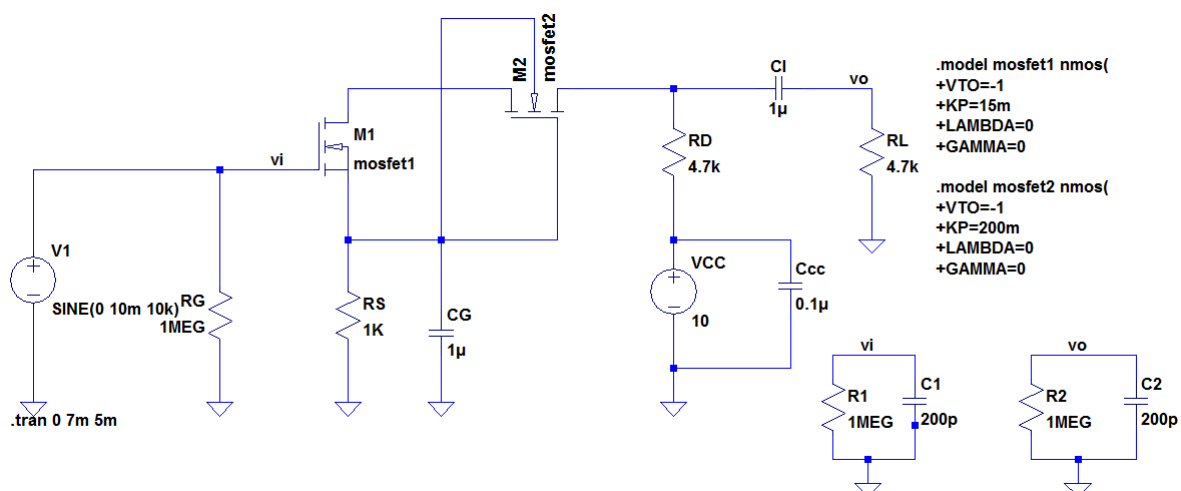 M2
mosfet2
CI
1µ
vo
.model mosfet1 nmos(
+VTO=-1
+KP=15m
+LAMBDA=0
+GAMMA=0
M1
mosfet1
vi
RD
4.7k
RL
4.7k
.model mosfet2 nmos(
+VTO=-1
+KP=200m
+LAMBDA=0
+GAMMA=0
V1
SINE(0 10m 10k)
RG
1MEG
RS
1K
CG
1µ
VCC
10
Ccc
0.1µ
vi
R1
1MEG
C1
200p
vo
R2
1MEG
C2
200p
.tran 0 7m 5m